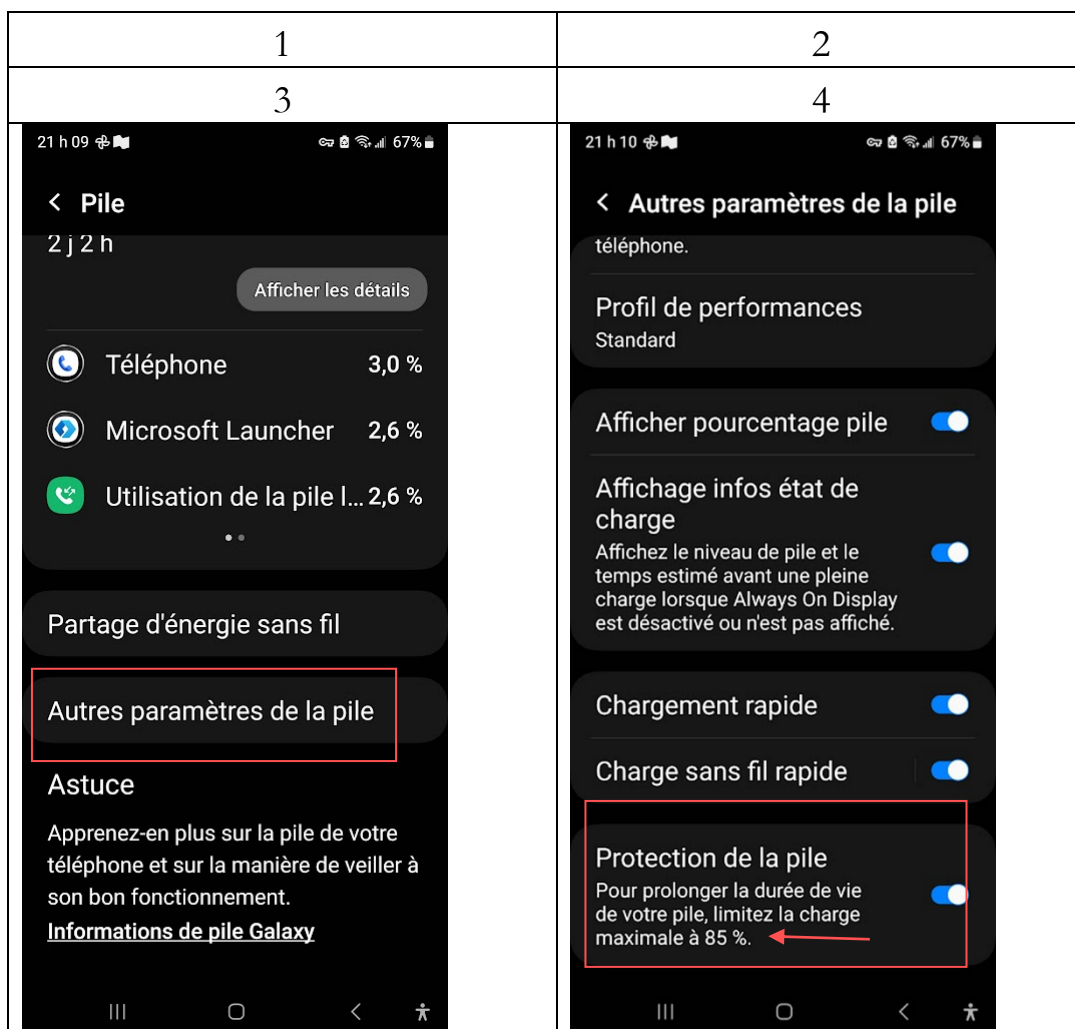 1
2
3
4
21 h 09
67%
Pile
2 j 2 h
Afficher les détails
Téléphone 3,0 %
Microsoft Launcher 2,6 %
Utilisation de la pile l... 2,6 %
Partage d'énergie sans fil
Autres paramètres de la pile
Astuce
Apprenez-en plus sur la pile de votre
téléphone et sur la manière de veiller à
son bon fonctionnement.
Informations de pile Galaxy
21 h 10
67%
Autres paramètres de la pile
téléphone.
Profil de performances
Standard
Afficher pourcentage pile
Affichage infos état de
charge
Affichez le niveau de pile et le
temps estimé avant une pleine
charge lorsque Always On Display
est désactivé ou n'est pas affiché.
Chargement rapide
Charge sans fil rapide
Protection de la pile
Pour prolonger la durée de vie
de votre pile, limitez la charge
maximale à 85 %.